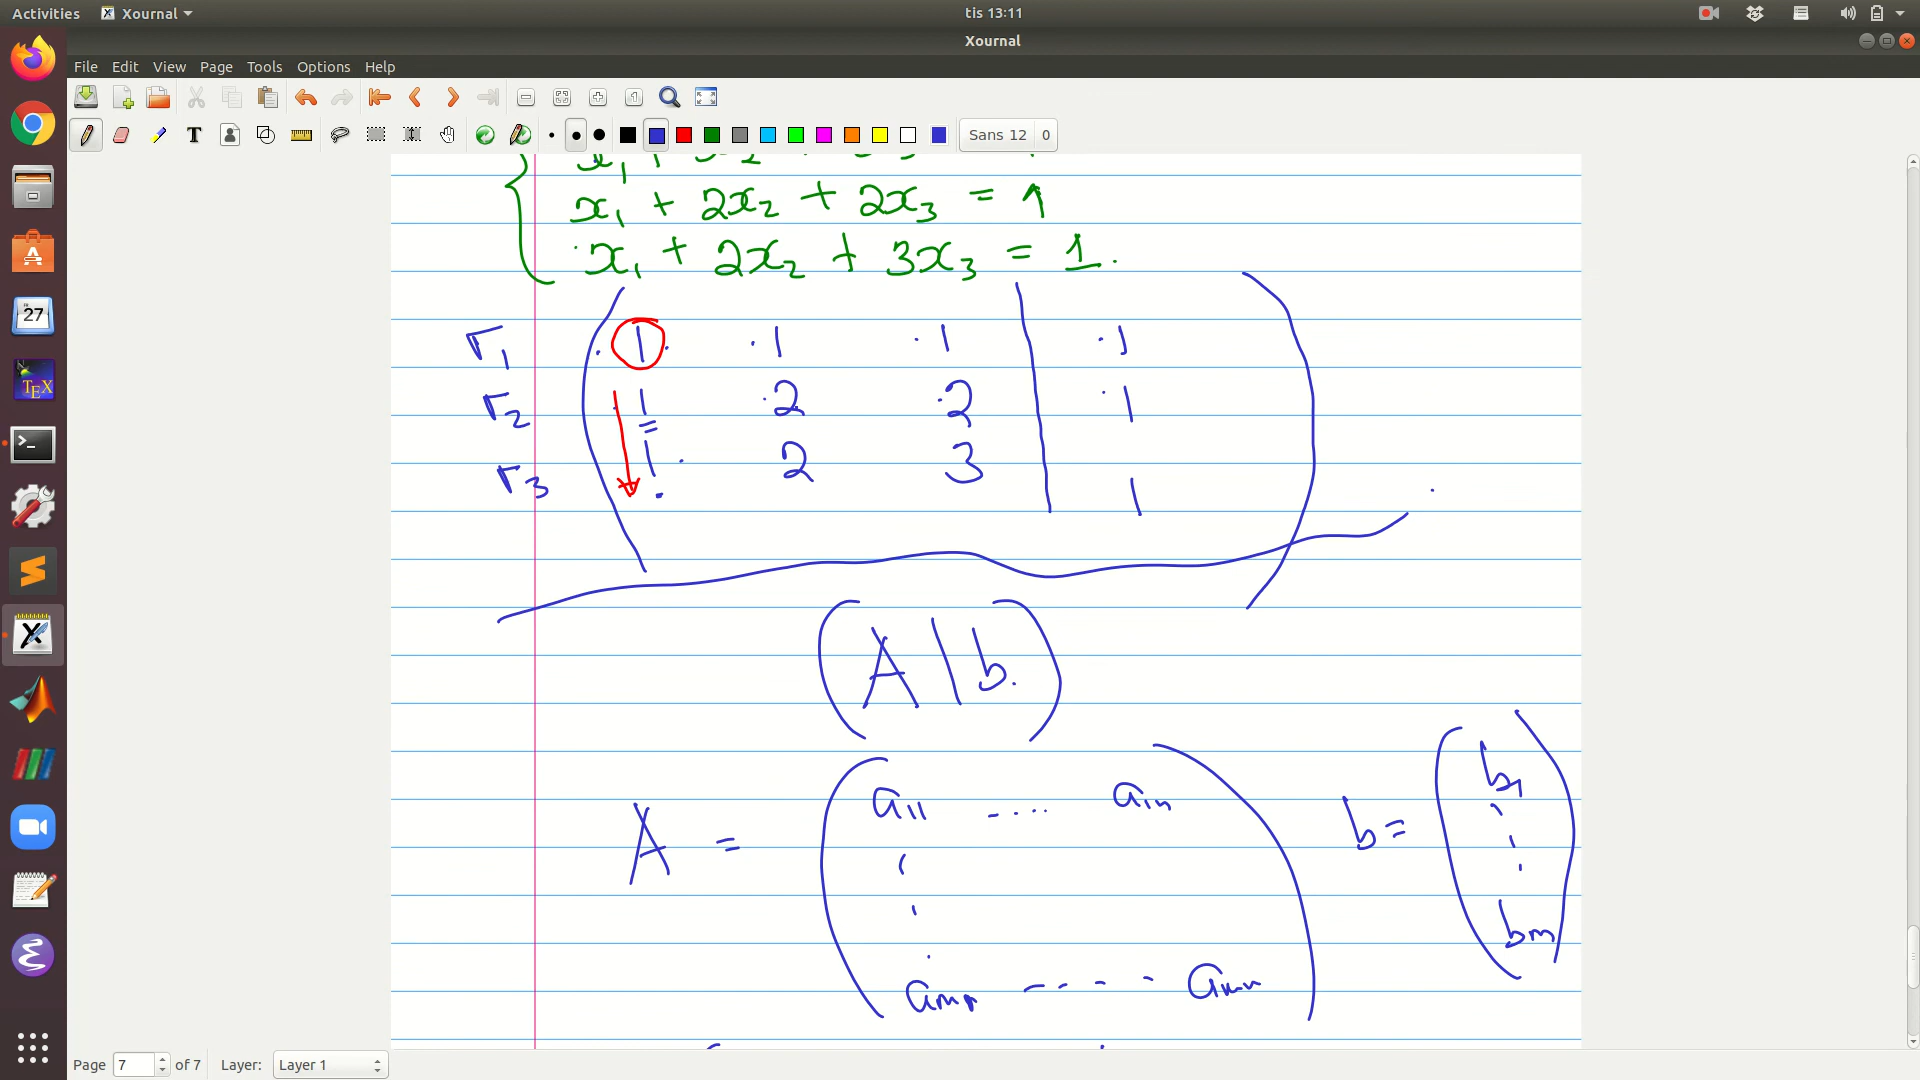 Activities Xournal tis 13:11
Xournal
File Edit View Page Tools Options Help
Sans 12 0
x₁ + 2x₂ + 2x₃ = 1
x₁ + 2x₂ + 3x₃ = 1.
r₁ 1 1 1 1
r₂ 1 2 2 1
r₃ 1 2 3 1
(A | b)
A = ( a₁₁ .... a₁ₙ
aₘ₁ ---- aₘₙ )
b = ( b₁
bₘ )
27
TEX
Page 7 of 7 Layer: Layer 1